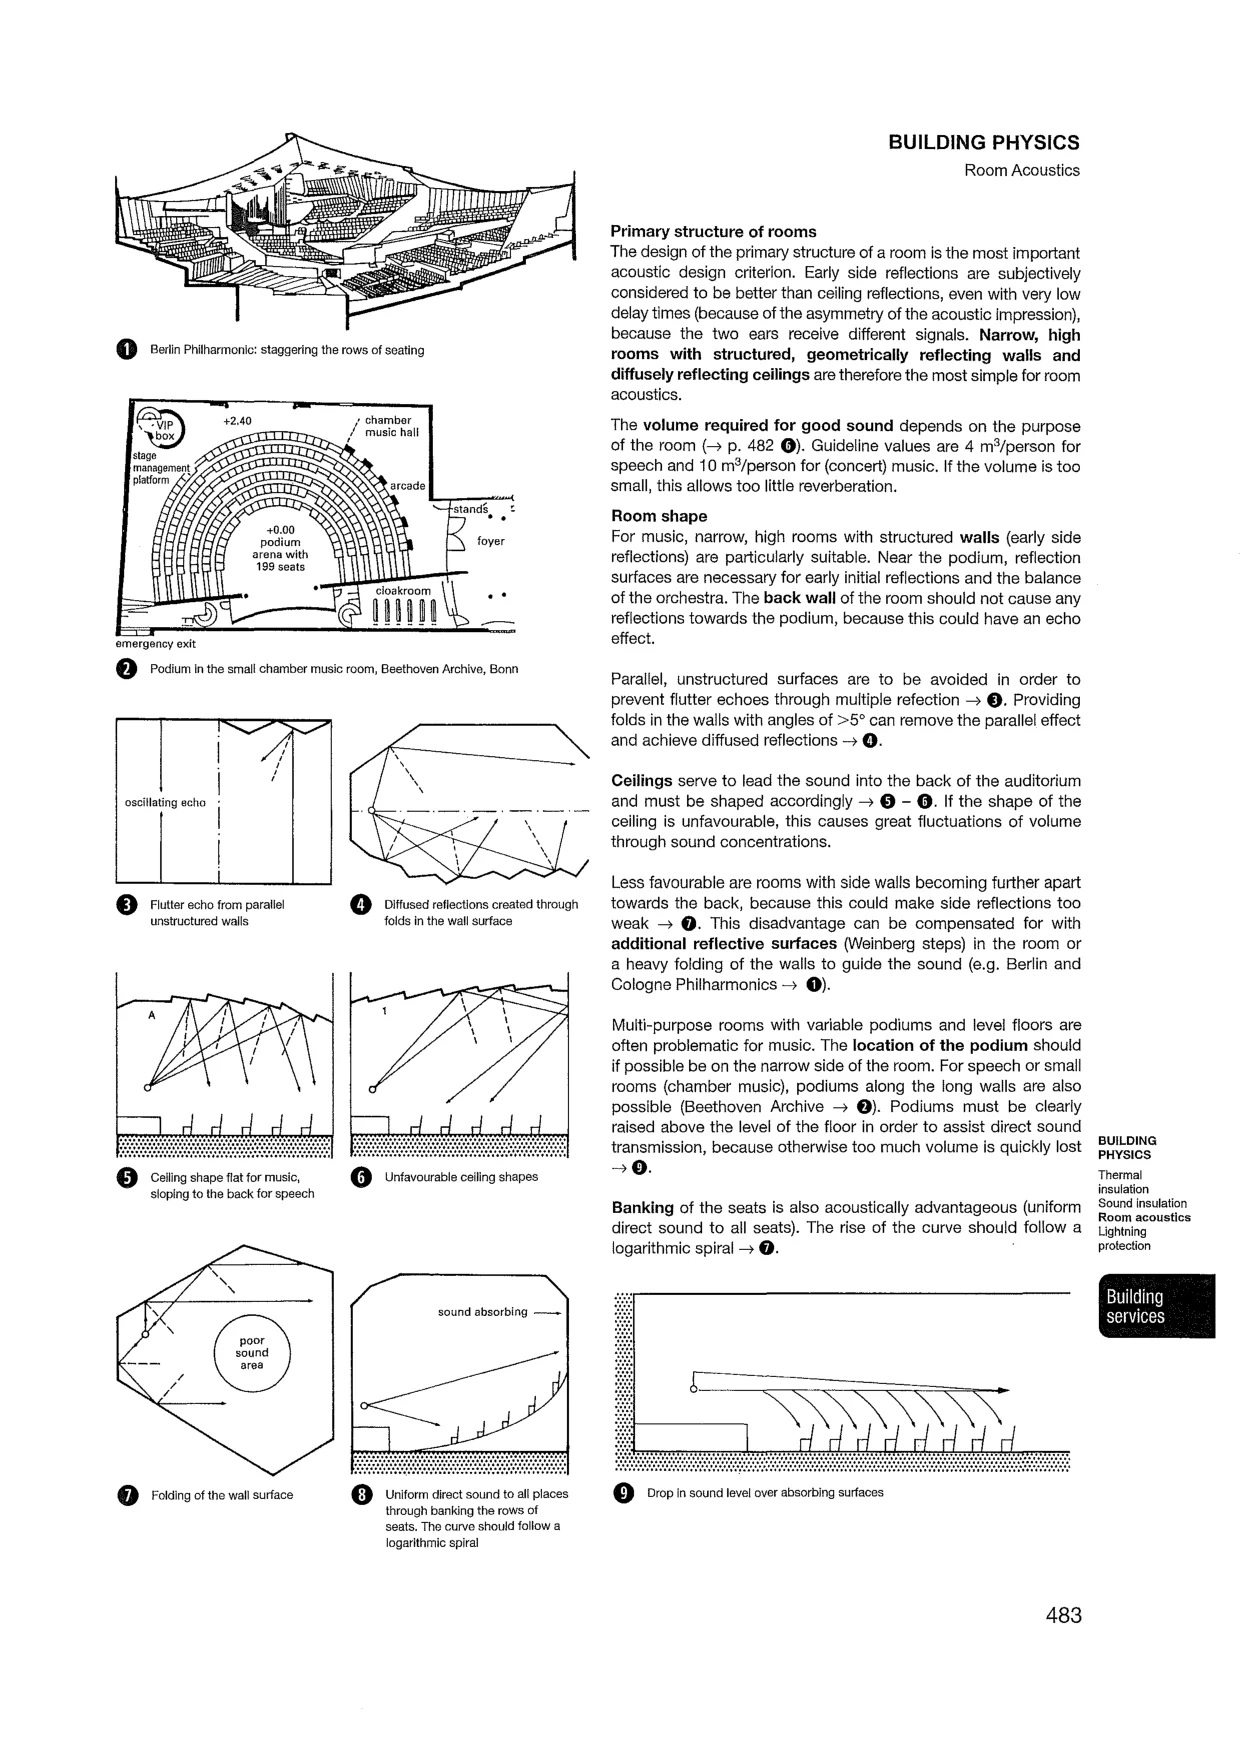 BUILDING PHYSICS
Room Acoustics
❶ Berlin Philharmonic: staggering the rows of seating
VIP
box
+2.40
chamber
music hall
stage
management
platform
arcade
stands
+0.00
podium
arena with
199 seats
foyer
cloakroom
emergency exit
❷ Podium in the small chamber music room, Beethoven Archive, Bonn
oscillating echo
❸ Flutter echo from parallel
unstructured walls
❹ Diffused reflections created through
folds in the wall surface
A
1
❺ Ceiling shape flat for music,
sloping to the back for speech
❻ Unfavourable ceiling shapes
poor
sound
area
sound absorbing
❼ Folding of the wall surface
❽ Uniform direct sound to all places
through banking the rows of
seats. The curve should follow a
logarithmic spiral
Primary structure of rooms
The design of the primary structure of a room is the most important
acoustic design criterion. Early side reflections are subjectively
considered to be better than ceiling reflections, even with very low
delay times (because of the asymmetry of the acoustic impression),
because the two ears receive different signals. Narrow, high
rooms with structured, geometrically reflecting walls and
diffusely reflecting ceilings are therefore the most simple for room
acoustics.
The volume required for good sound depends on the purpose
of the room (→ p. 482 ❻). Guideline values are 4 m³/person for
speech and 10 m³/person for (concert) music. If the volume is too
small, this allows too little reverberation.
Room shape
For music, narrow, high rooms with structured walls (early side
reflections) are particularly suitable. Near the podium, reflection
surfaces are necessary for early initial reflections and the balance
of the orchestra. The back wall of the room should not cause any
reflections towards the podium, because this could have an echo
effect.
Parallel, unstructured surfaces are to be avoided in order to
prevent flutter echoes through multiple refection → ❸. Providing
folds in the walls with angles of >5° can remove the parallel effect
and achieve diffused reflections → ❹.
Ceilings serve to lead the sound into the back of the auditorium
and must be shaped accordingly → ❺ – ❻. If the shape of the
ceiling is unfavourable, this causes great fluctuations of volume
through sound concentrations.
Less favourable are rooms with side walls becoming further apart
towards the back, because this could make side reflections too
weak → ❼. This disadvantage can be compensated for with
additional reflective surfaces (Weinberg steps) in the room or
a heavy folding of the walls to guide the sound (e.g. Berlin and
Cologne Philharmonics → ❶).
Multi-purpose rooms with variable podiums and level floors are
often problematic for music. The location of the podium should
if possible be on the narrow side of the room. For speech or small
rooms (chamber music), podiums along the long walls are also
possible (Beethoven Archive → ❷). Podiums must be clearly
raised above the level of the floor in order to assist direct sound
transmission, because otherwise too much volume is quickly lost
→ ❾.
Banking of the seats is also acoustically advantageous (uniform
direct sound to all seats). The rise of the curve should follow a
logarithmic spiral → ❼.
❾ Drop in sound level over absorbing surfaces
BUILDING
PHYSICS
Thermal
insulation
Sound insulation
Room acoustics
Lightning
protection
Building
services
483